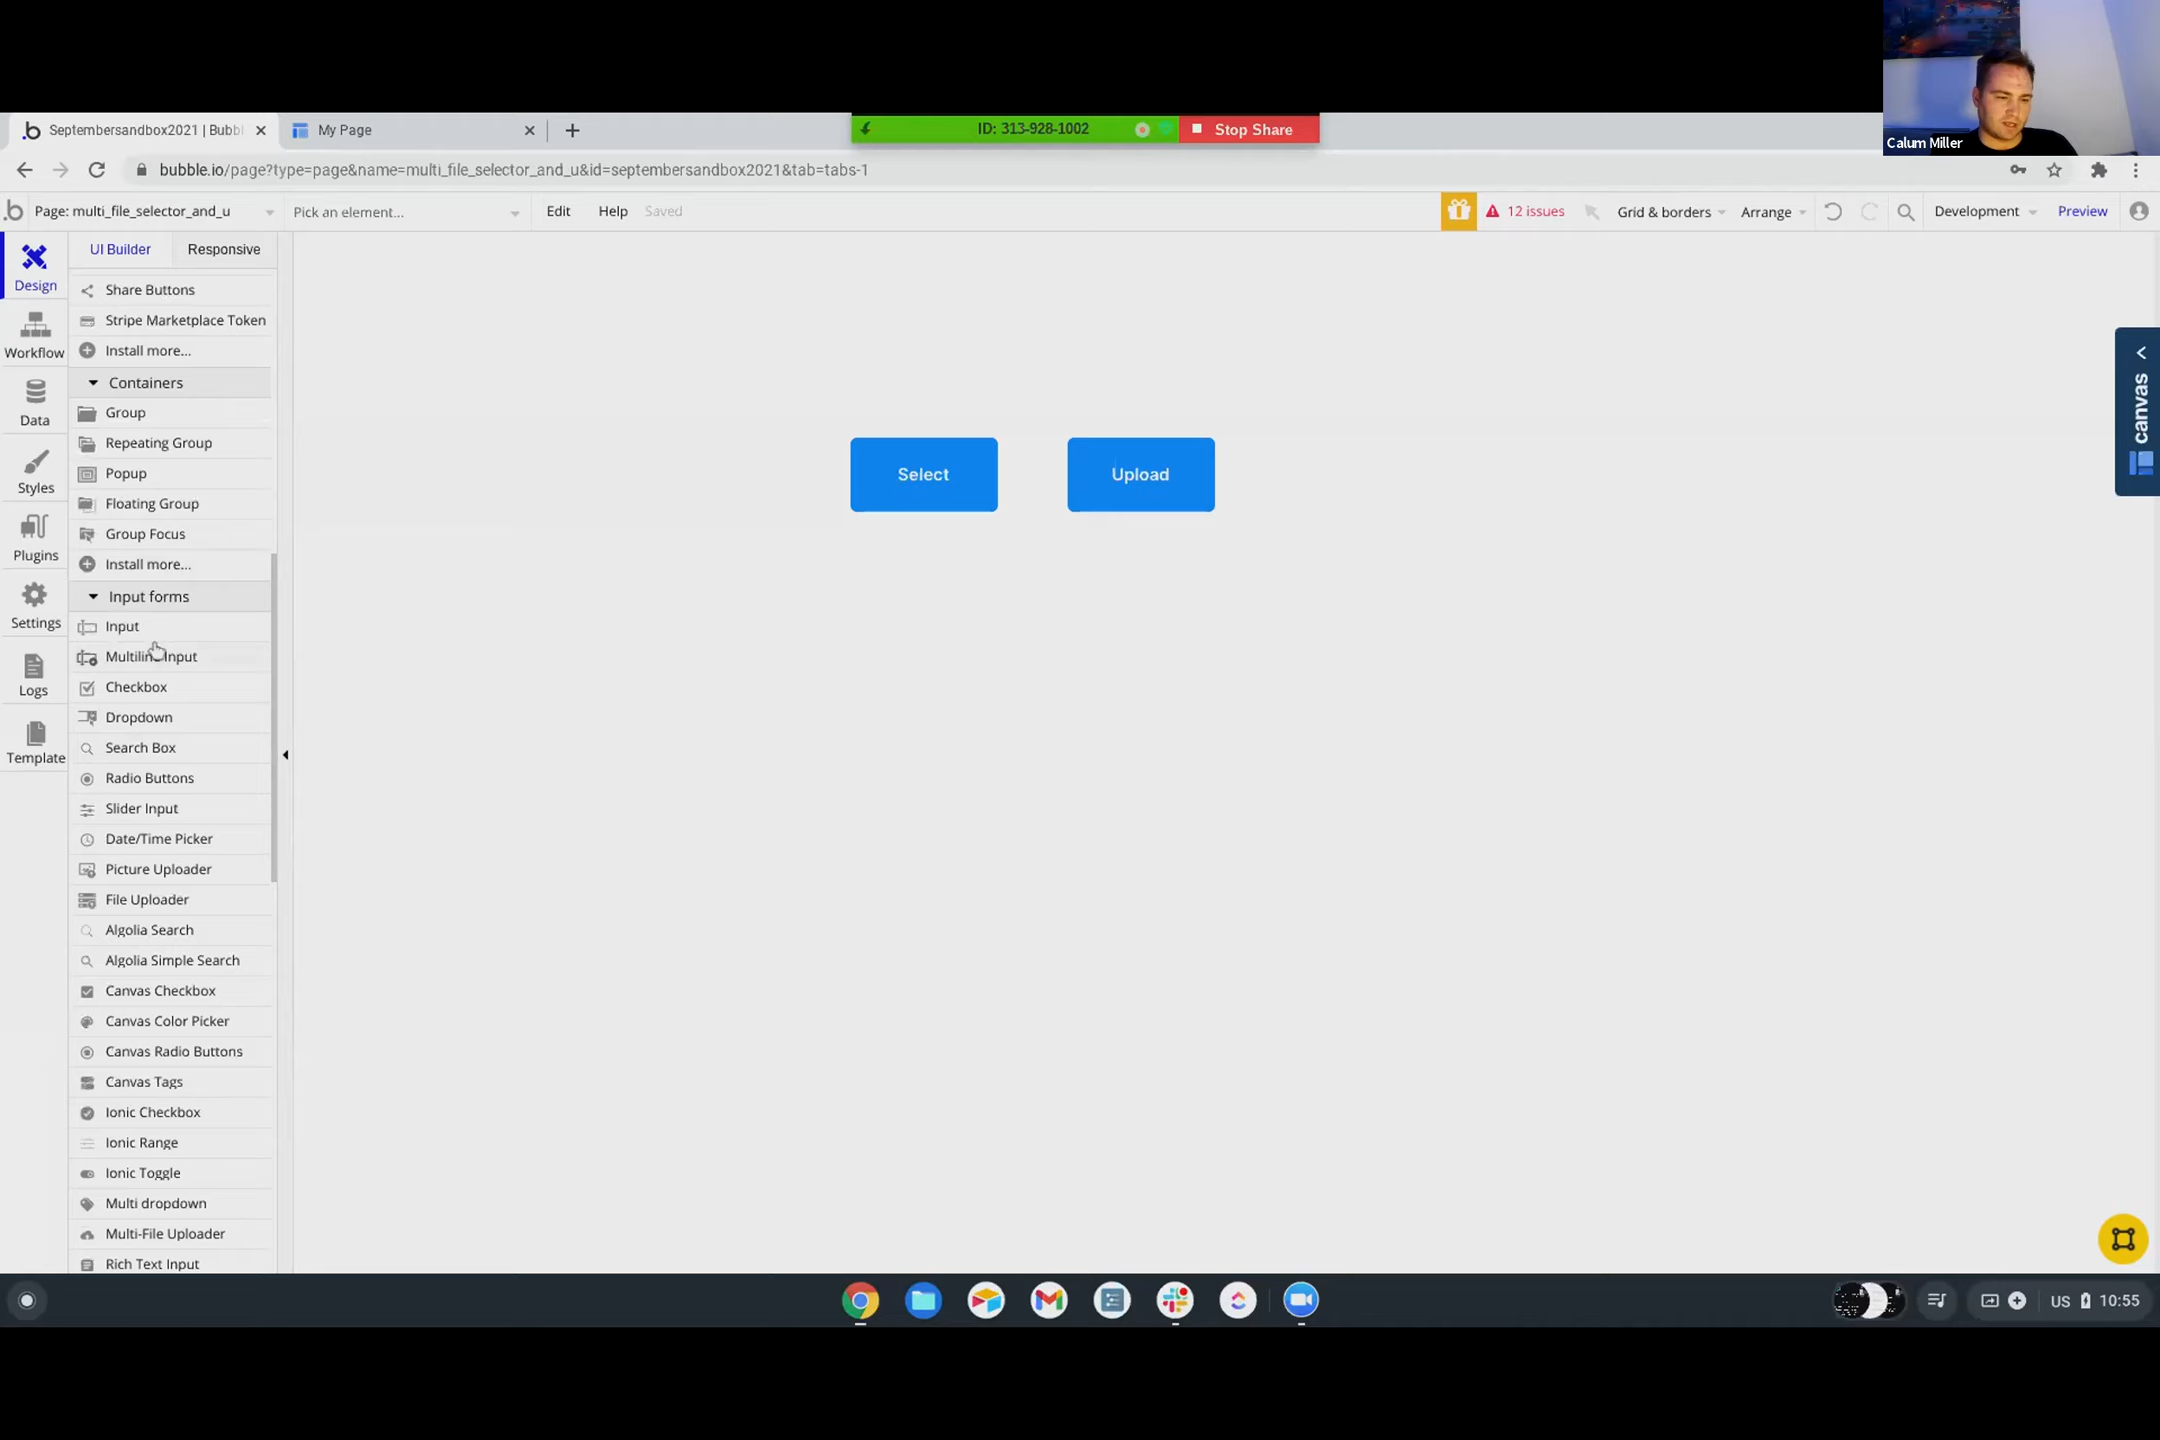 Calum Miller
Septembersandbox2021 | Bubbl
My Page
ID: 313-928-1002
Stop Share
bubble.io/page?type=page&name=multi_file_selector_and_u&id=septembersandbox2021&tab=tabs-1
Page: multi_file_selector_and_u
Pick an element...
Edit
Help
Saved
12 issues
Grid & borders
Arrange
Development
Preview
UI Builder
Responsive
Design
Workflow
Data
Styles
Plugins
Settings
Logs
Template
Share Buttons
Stripe Marketplace Token
Install more...
Containers
Group
Repeating Group
Popup
Floating Group
Group Focus
Install more...
Input forms
Input
Multiline Input
Checkbox
Dropdown
Search Box
Radio Buttons
Slider Input
Date/Time Picker
Picture Uploader
File Uploader
Algolia Search
Algolia Simple Search
Canvas Checkbox
Canvas Color Picker
Canvas Radio Buttons
Canvas Tags
Ionic Checkbox
Ionic Range
Ionic Toggle
Multi dropdown
Multi-File Uploader
Rich Text Input
Select
Upload
canvas
US
10:55